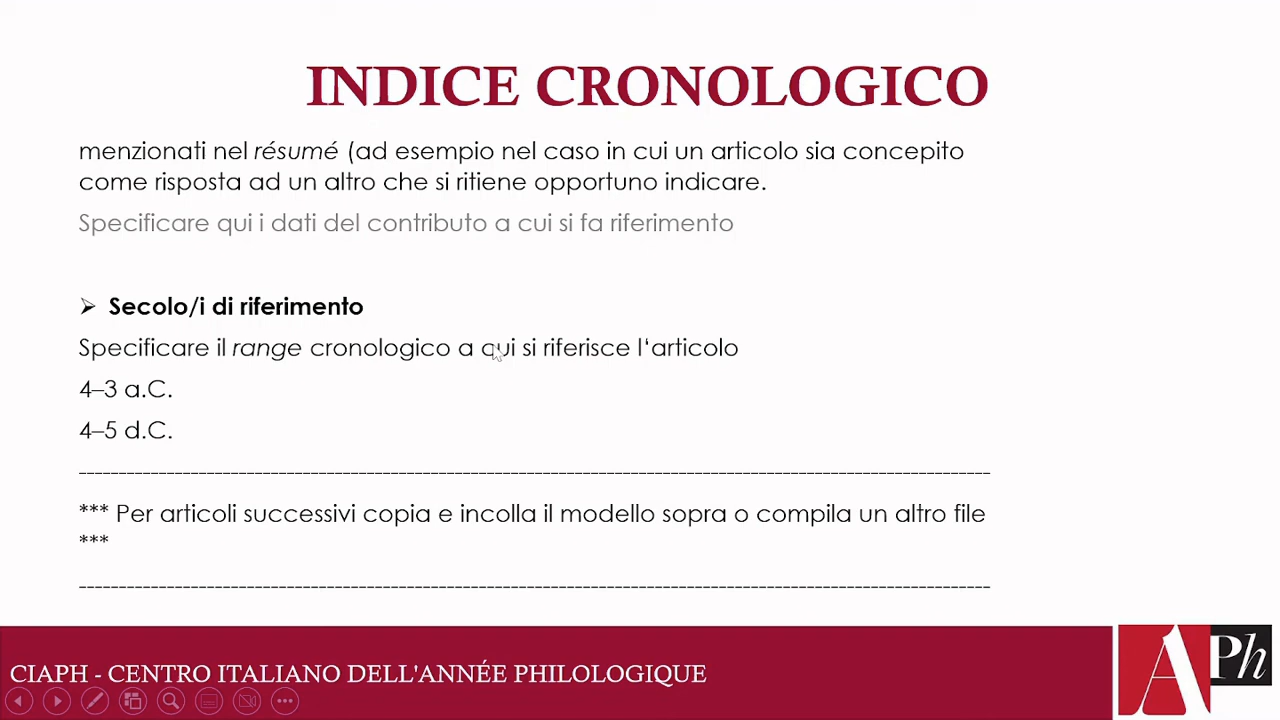 INDICE CRONOLOGICO
menzionati nel résumé (ad esempio nel caso in cui un articolo sia concepito
come risposta ad un altro che si ritiene opportuno indicare.
Specificare qui i dati del contributo a cui si fa riferimento
➢ Secolo/i di riferimento
Specificare il range cronologico a cui si riferisce l‘articolo
4–3 a.C.
4–5 d.C.
------------------------------------------------------------------------------------------------------------------
*** Per articoli successivi copia e incolla il modello sopra o compila un altro file
***
------------------------------------------------------------------------------------------------------------------
CIAPH - CENTRO ITALIANO DELL'ANNÉE PHILOLOGIQUE
APh